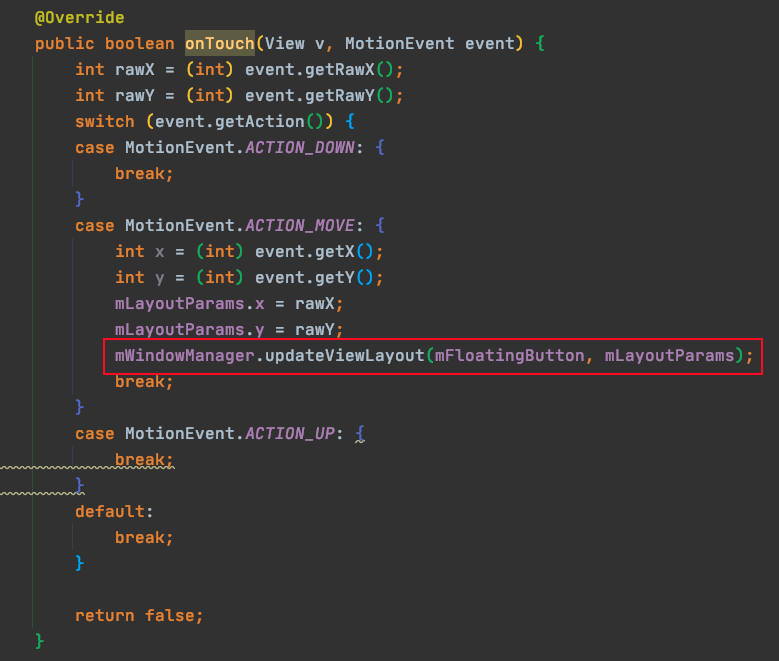 @Override
public boolean onTouch(View v, MotionEvent event) {
    int rawX = (int) event.getRawX();
    int rawY = (int) event.getRawY();
    switch (event.getAction()) {
    case MotionEvent.ACTION_DOWN: {
        break;
    }
    case MotionEvent.ACTION_MOVE: {
        int x = (int) event.getX();
        int y = (int) event.getY();
        mLayoutParams.x = rawX;
        mLayoutParams.y = rawY;
        mWindowManager.updateViewLayout(mFloatingButton, mLayoutParams);
        break;
    }
    case MotionEvent.ACTION_UP: {
        break;
    }
    default:
        break;
    }
    return false;
}